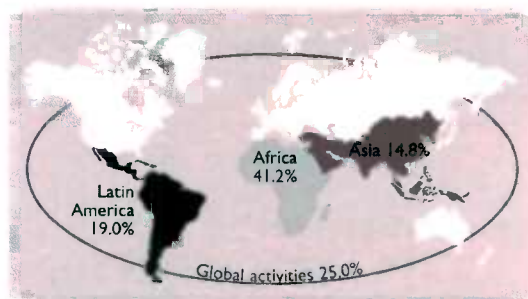 Africa
41.2%
Asia 14.8%
Latin
America
19.0%
Global activities 25.0%